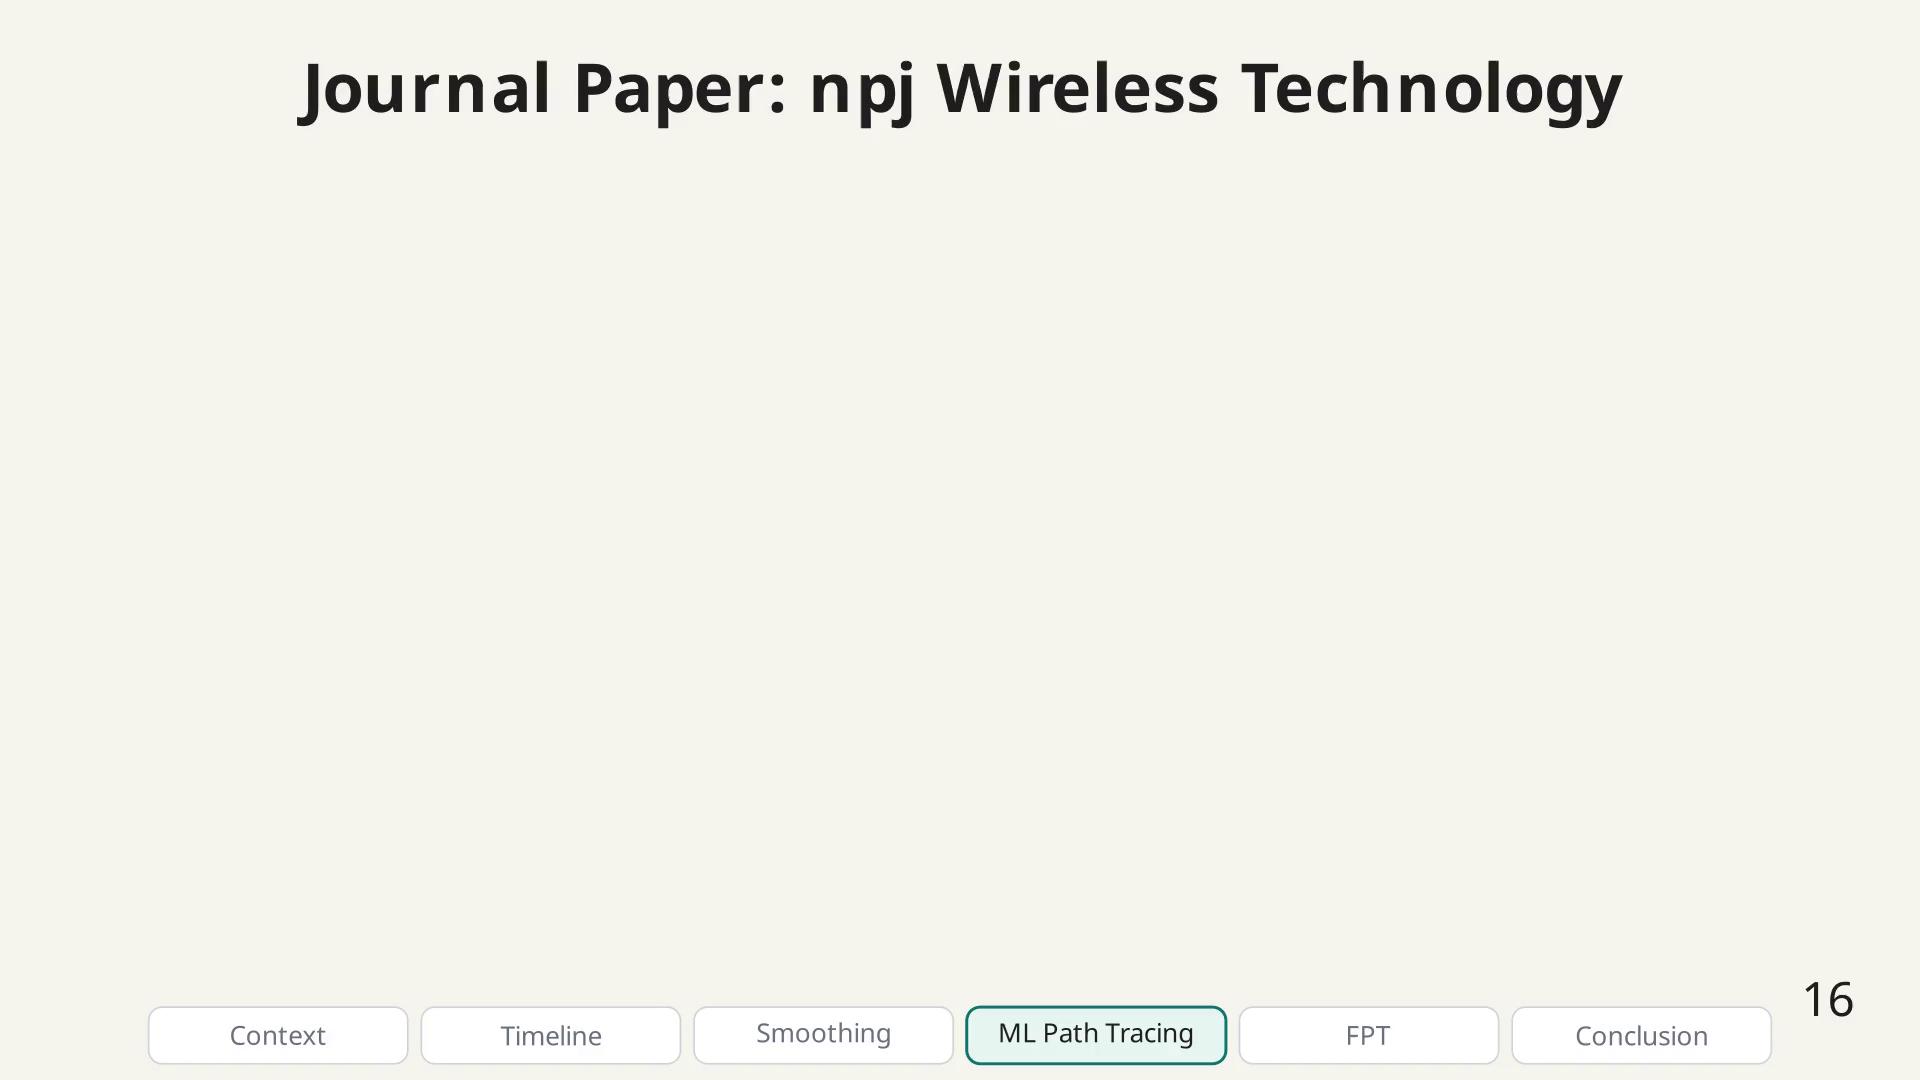 Journal Paper: npj Wireless Technology
16
Context
Timeline
Smoothing
ML Path Tracing
FPT
Conclusion